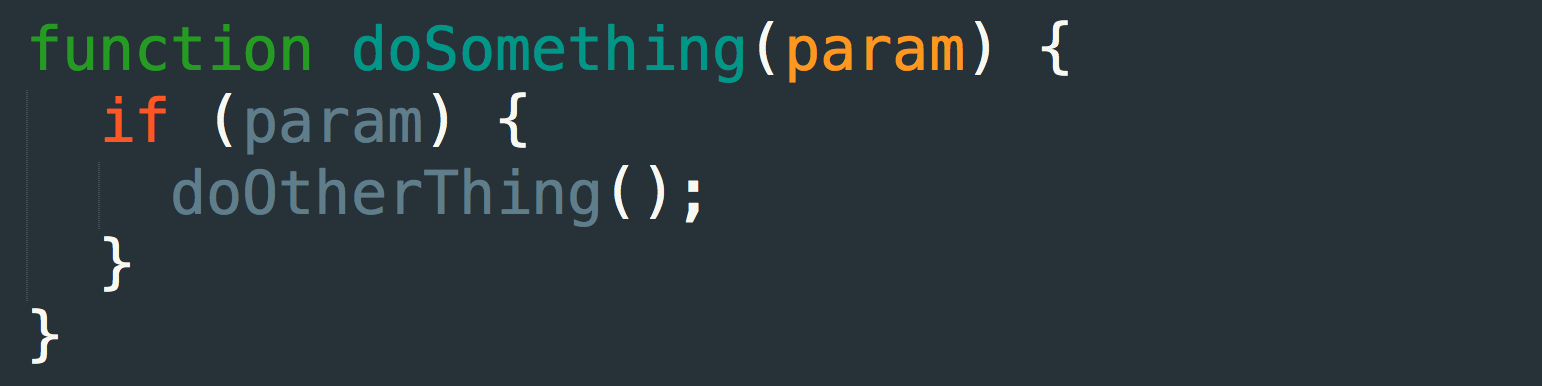 function doSomething(param) {
  if (param) {
    doOtherThing();
  }
}